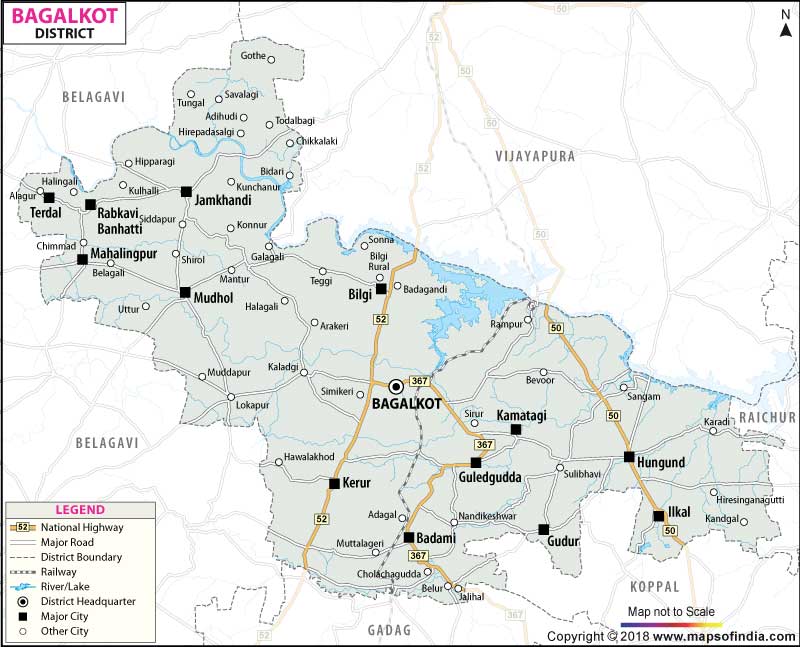 BAGALKOT
DISTRICT
N
52
50
50
50
52
50
BELAGAVI
VIJAYAPURA
Gothe
Tungal
Savalagi
Adihudi
Todalbagi
Hirepadasalgi
Chikkalaki
Hipparagi
Bidari
Halingali
Kulhalli
Kunchanur
Alagur
Terdal
Rabkavi
Banhatti
Jamkhandi
Siddapur
Konnur
Chimmad
Mahalingpur
Belagali
Shirol
Galagali
Sonna
Bilgi
Rural
Mantur
Teggi
Bilgi
Badagandi
Mudhol
Uttur
Halagali
Arakeri
52
Rampur
50
Muddapur
Kaladgi
Simikeri
367
BAGALKOT
Bevoor
Sangam
Lokapur
Sirur
Kamatagi
50
Karadi
RAICHUR
BELAGAVI
367
Hawalakhod
Guledgudda
Sulibhavi
Hungund
Kerur
Hiresinganagutti
Ilkal
Kandgal
52
Adagal
Nandikeshwar
Badami
Gudur
50
Muttalageri
367
Cholachagudda
Belur
Jalihal
KOPPAL
GADAG
LEGEND
52 National Highway
Major Road
District Boundary
Railway
River/Lake
District Headquarter
Major City
Other City
Map not to Scale
Copyright © 2018 www.mapsofindia.com